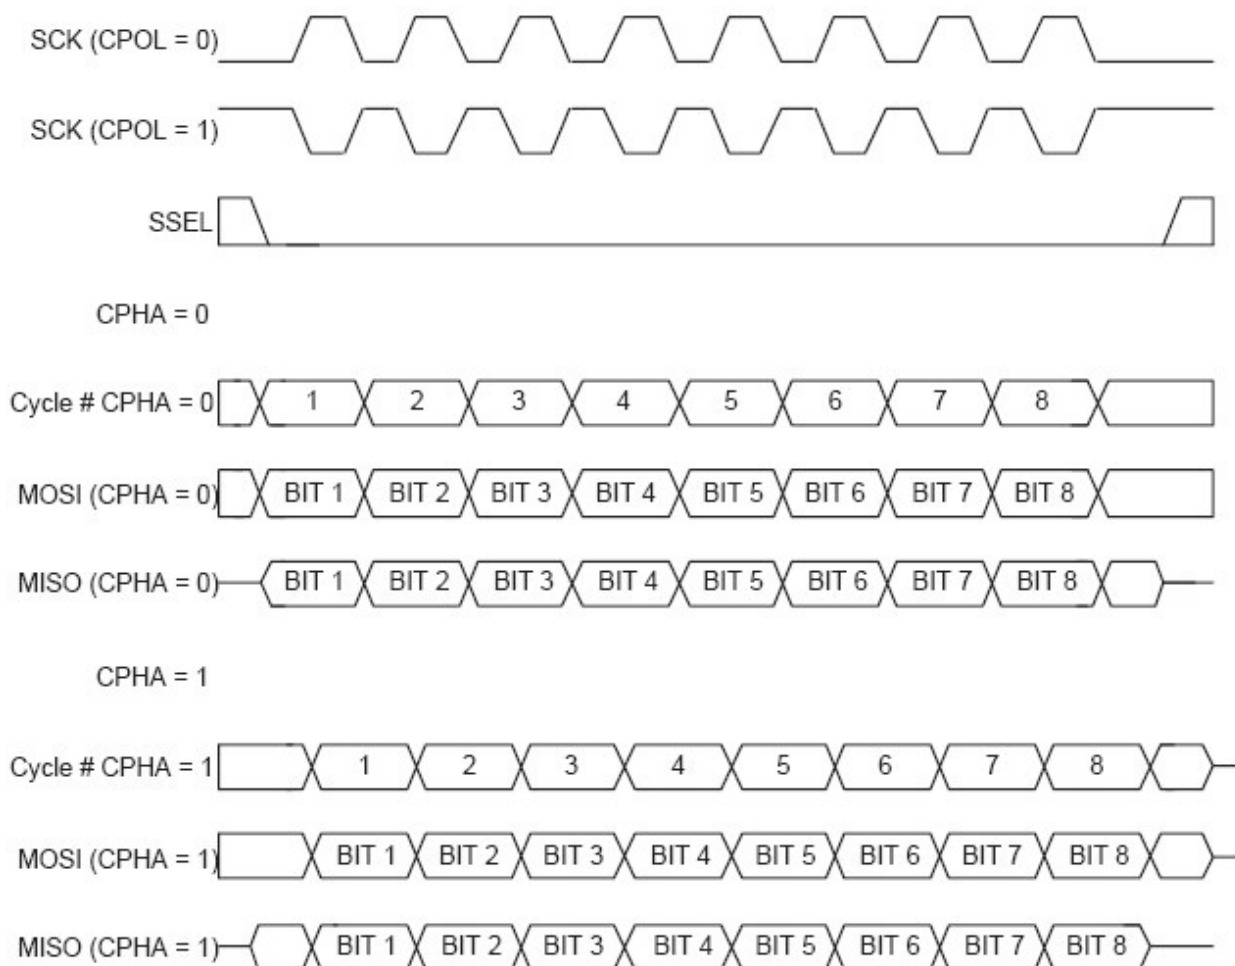 SCK (CPOL = 0)
SCK (CPOL = 1)
SSEL
CPHA = 0
Cycle # CPHA = 0 1 2 3 4 5 6 7 8
MOSI (CPHA = 0) BIT 1 BIT 2 BIT 3 BIT 4 BIT 5 BIT 6 BIT 7 BIT 8
MISO (CPHA = 0) BIT 1 BIT 2 BIT 3 BIT 4 BIT 5 BIT 6 BIT 7 BIT 8
CPHA = 1
Cycle # CPHA = 1 1 2 3 4 5 6 7 8
MOSI (CPHA = 1) BIT 1 BIT 2 BIT 3 BIT 4 BIT 5 BIT 6 BIT 7 BIT 8
MISO (CPHA = 1) BIT 1 BIT 2 BIT 3 BIT 4 BIT 5 BIT 6 BIT 7 BIT 8